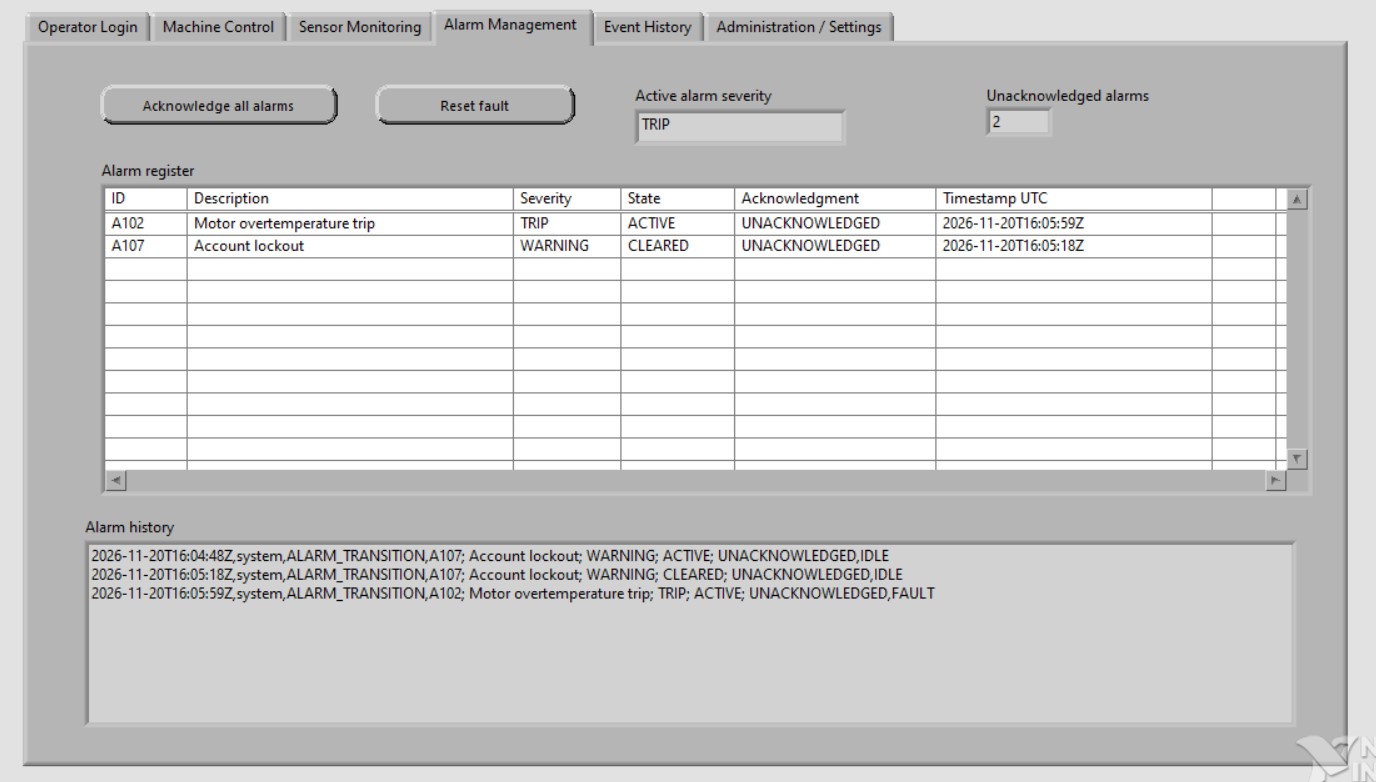 Operator Login Machine Control Sensor Monitoring Alarm Management Event History Administration / Settings
Acknowledge all alarms Reset fault Active alarm severity Unacknowledged alarms
TRIP 2
Alarm register
ID Description Severity State Acknowledgment Timestamp UTC
A102 Motor overtemperature trip TRIP ACTIVE UNACKNOWLEDGED 2026-11-20T16:05:59Z
A107 Account lockout WARNING CLEARED UNACKNOWLEDGED 2026-11-20T16:05:18Z
Alarm history
2026-11-20T16:04:48Z,system,ALARM_TRANSITION,A107; Account lockout; WARNING; ACTIVE; UNACKNOWLEDGED,IDLE
2026-11-20T16:05:18Z,system,ALARM_TRANSITION,A107; Account lockout; WARNING; CLEARED; UNACKNOWLEDGED,IDLE
2026-11-20T16:05:59Z,system,ALARM_TRANSITION,A102; Motor overtemperature trip; TRIP; ACTIVE; UNACKNOWLEDGED,FAULT